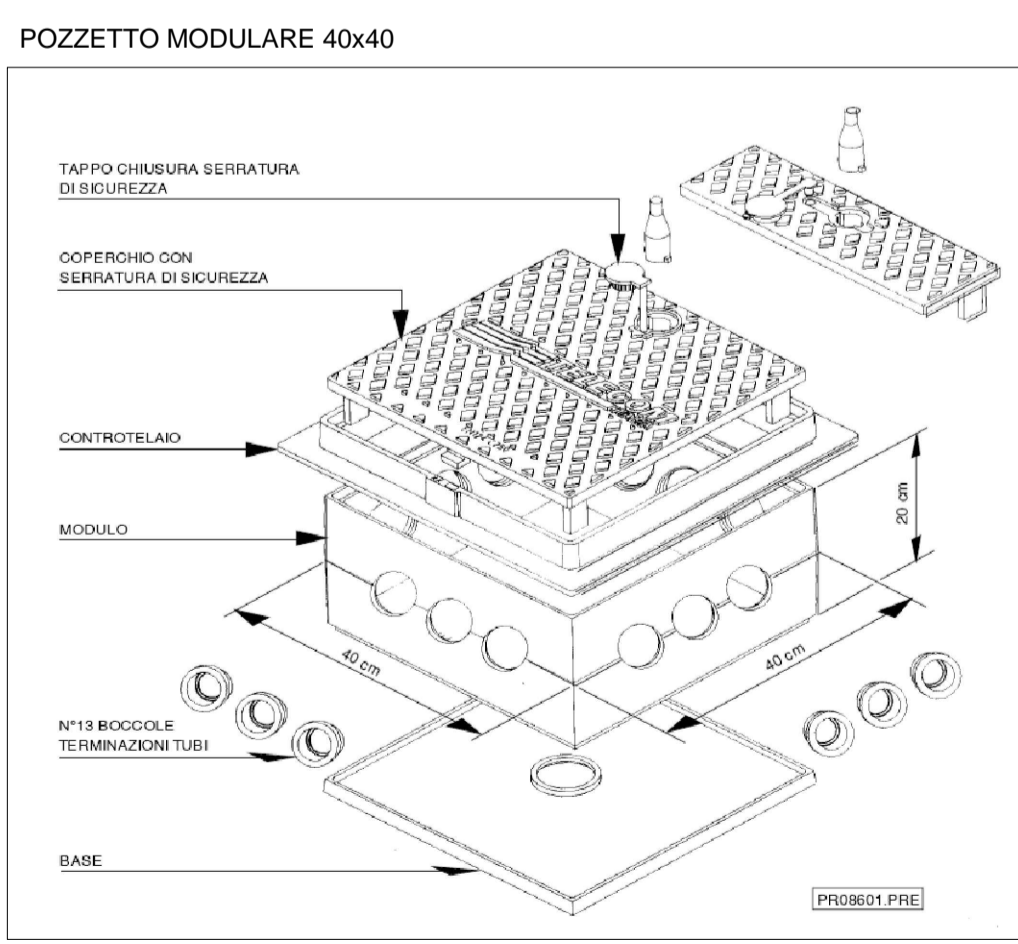 POZZETTO MODULARE 40x40
TAPPO CHIUSURA SERRATURA
DI SICUREZZA
COPERCHIO CON
SERRATURA DI SICUREZZA
CONTROTELAIO
MODULO
20 cm
40 cm
40 cm
N°13 BOCCOLE
TERMINAZIONI TUBI
BASE
PR08601.PRE